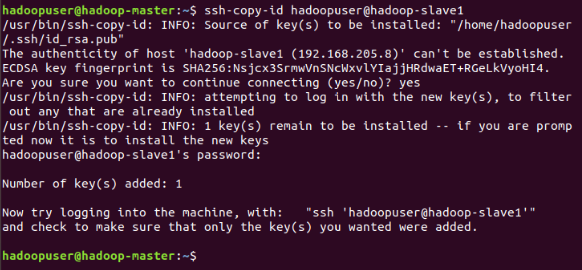 hadoopuser@hadoop-master:~$ ssh-copy-id hadoopuser@hadoop-slave1
/usr/bin/ssh-copy-id: INFO: Source of key(s) to be installed: "/home/hadoopuser
/.ssh/id_rsa.pub"
The authenticity of host 'hadoop-slave1 (192.168.205.8)' can't be established.
ECDSA key fingerprint is SHA256:Nsjcx3SrmwVnSNcWxvlYIajjHRdwaET+RGeLkVyoHI4.
Are you sure you want to continue connecting (yes/no)? yes
/usr/bin/ssh-copy-id: INFO: attempting to log in with the new key(s), to filter
 out any that are already installed
/usr/bin/ssh-copy-id: INFO: 1 key(s) remain to be installed -- if you are promp
ted now it is to install the new keys
hadoopuser@hadoop-slave1's password:
Number of key(s) added: 1
Now try logging into the machine, with:   "ssh 'hadoopuser@hadoop-slave1'"
and check to make sure that only the key(s) you wanted were added.
hadoopuser@hadoop-master:~$